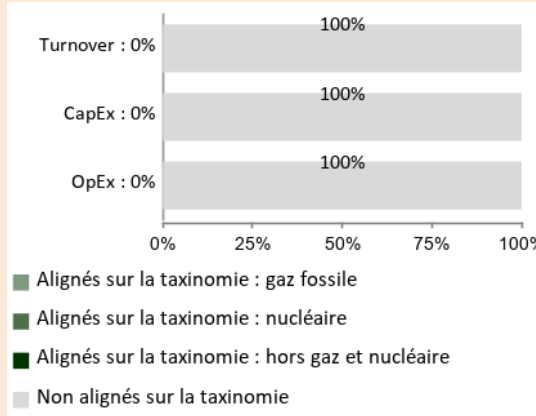 100%
Turnover : 0%
100%
CapEx : 0%
100%
OpEx : 0%
0% 25% 50% 75% 100%
Alignés sur la taxinomie : gaz fossile
Alignés sur la taxinomie : nucléaire
Alignés sur la taxinomie : hors gaz et nucléaire
Non alignés sur la taxinomie